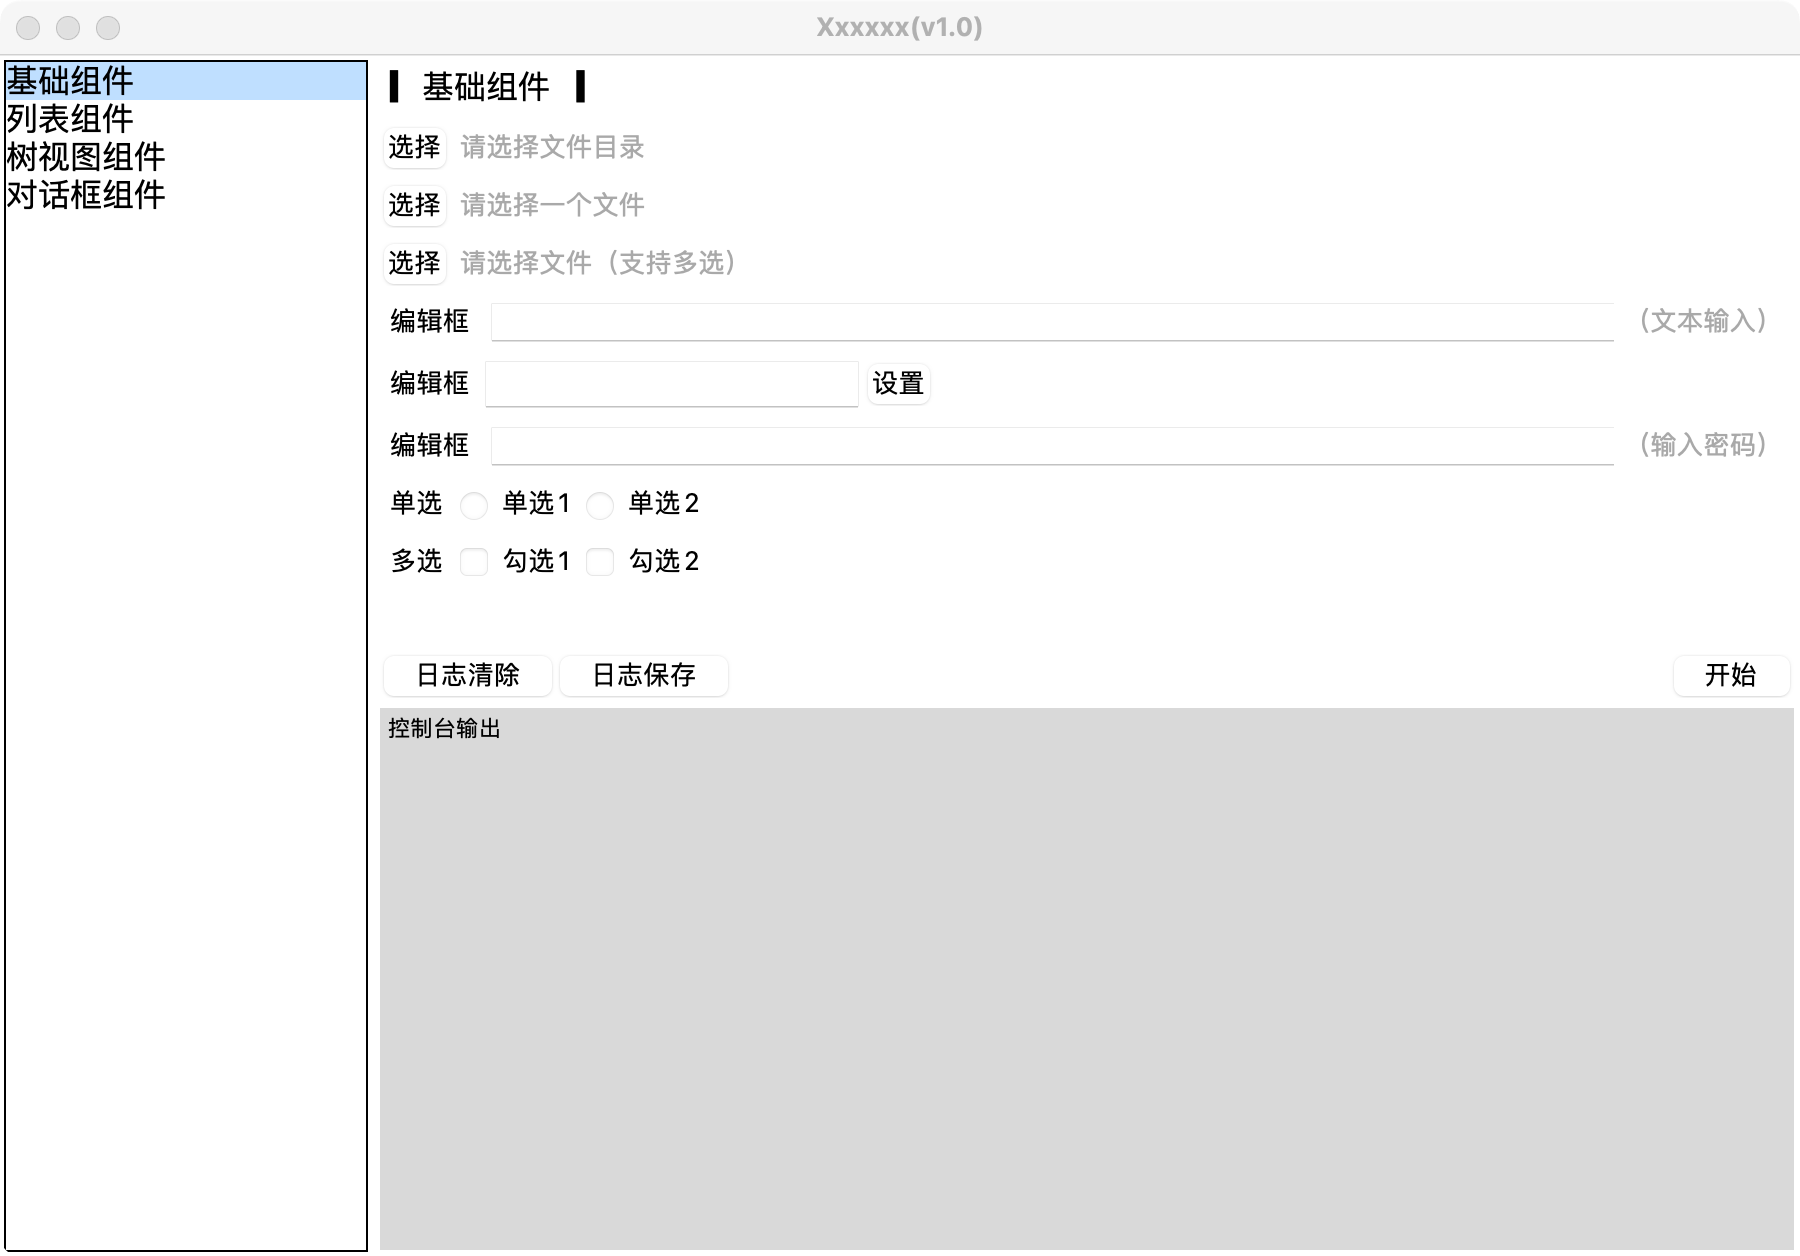 Xxxxxx(v1.0)
基础组件
列表组件
树视图组件
对话框组件
基础组件
选择 请选择文件目录
选择 请选择一个文件
选择 请选择文件（支持多选）
编辑框 （文本输入）
编辑框 设置
编辑框 （输入密码）
单选 单选1 单选2
多选 勾选1 勾选2
日志清除 日志保存 开始
控制台输出